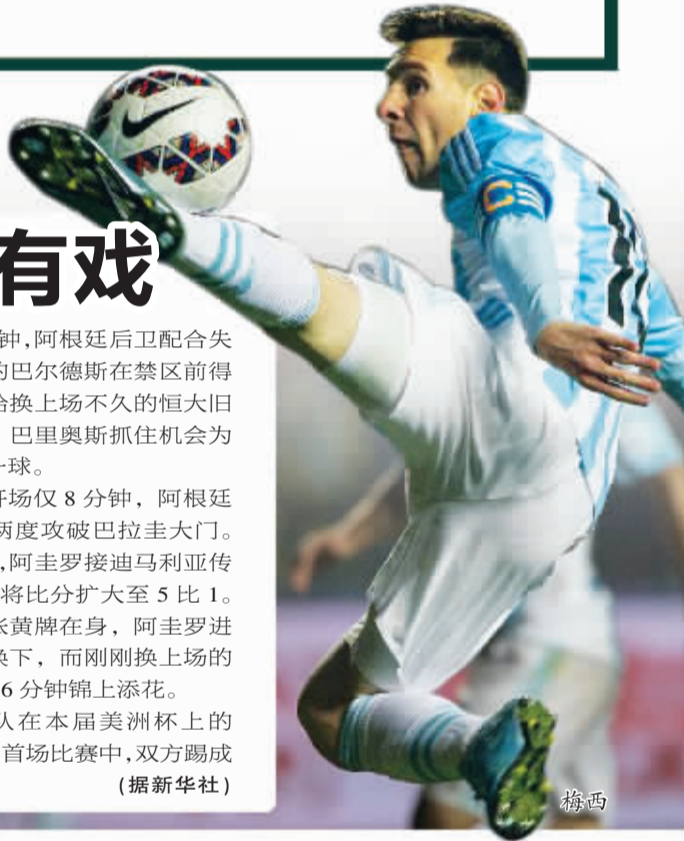 有戏
钟,阿根廷后卫配合失
的巴尔德斯在禁区前得
给换上场不久的恒大旧
巴里奥斯抓住机会为
一球。
开场仅 8 分钟，阿根廷
两度攻破巴拉圭大门。
,阿圭罗接迪马利亚传
将比分扩大至 5 比 1。
张黄牌在身，阿圭罗进
换下，而刚刚换上场的
6 分钟锦上添花。
队在本届美洲杯上的
首场比赛中,双方踢成
(据新华社)
C
10
梅西